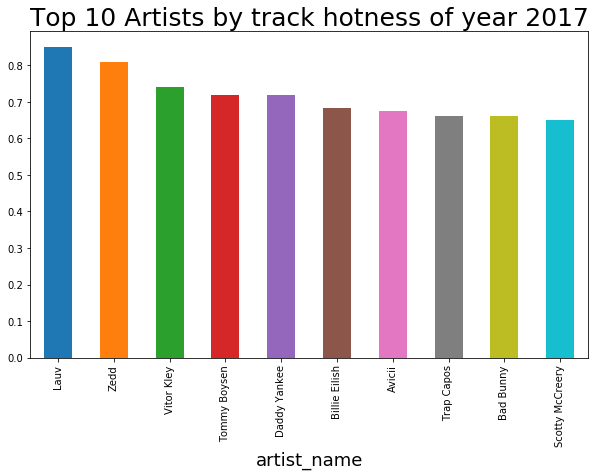 Top 10 Artists by track hotness of year 2017
0.8
0.7
0.6
0.5
0.4
0.3
0.2
0.1
0.0
Lauv
Zedd
Vitor Kley
Tommy Boysen
Daddy Yankee
Billie Eilish
Avicii
Trap Capos
Bad Bunny
Scotty McCreery
artist_name